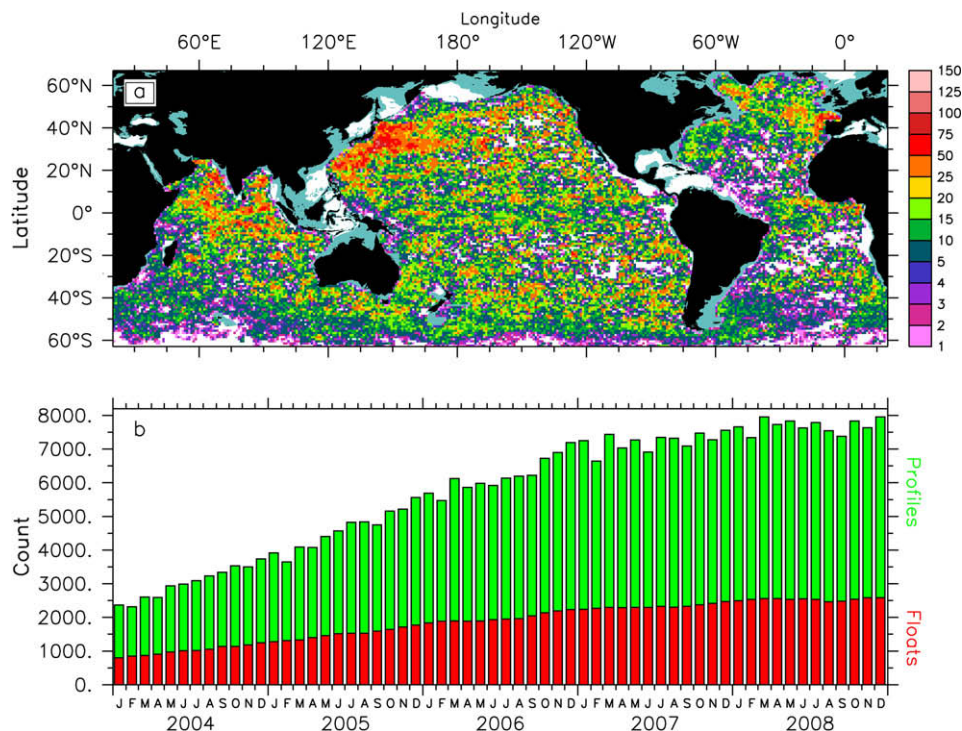 Longitude
60°E 120°E 180° 120°W 60°W 0°
a
60°N
40°N
20°N
0°
20°S
40°S
60°S
Latitude
150
125
100
75
50
25
20
15
10
5
4
3
2
1
b
8000.
7000.
6000.
5000.
4000.
3000.
2000.
1000.
0.
Count
Profiles
Floats
J F M A M J J A S O N D J F M A M J J A S O N D J F M A M J J A S O N D J F M A M J J A S O N D J F M A M J J A S O N D
2004 2005 2006 2007 2008